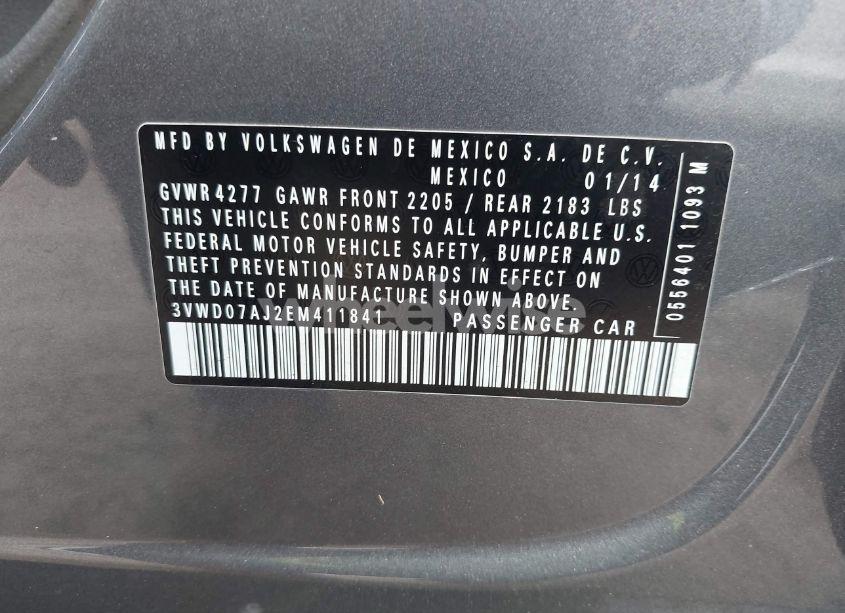 MFD BY VOLKSWAGEN DE MEXICO S.A. DE C.V.
MEXICO 01/14
GVWR 4277 GAWR FRONT 2205 / REAR 2183 LBS
THIS VEHICLE CONFORMS TO ALL APPLICABLE U.S.
FEDERAL MOTOR VEHICLE SAFETY, BUMPER AND
THEFT PREVENTION STANDARDS IN EFFECT ON
THE DATE OF MANUFACTURE SHOWN ABOVE.
3VWD07AJ2EM411841 PASSENGER CAR
0556401 1093 M
wheelwise